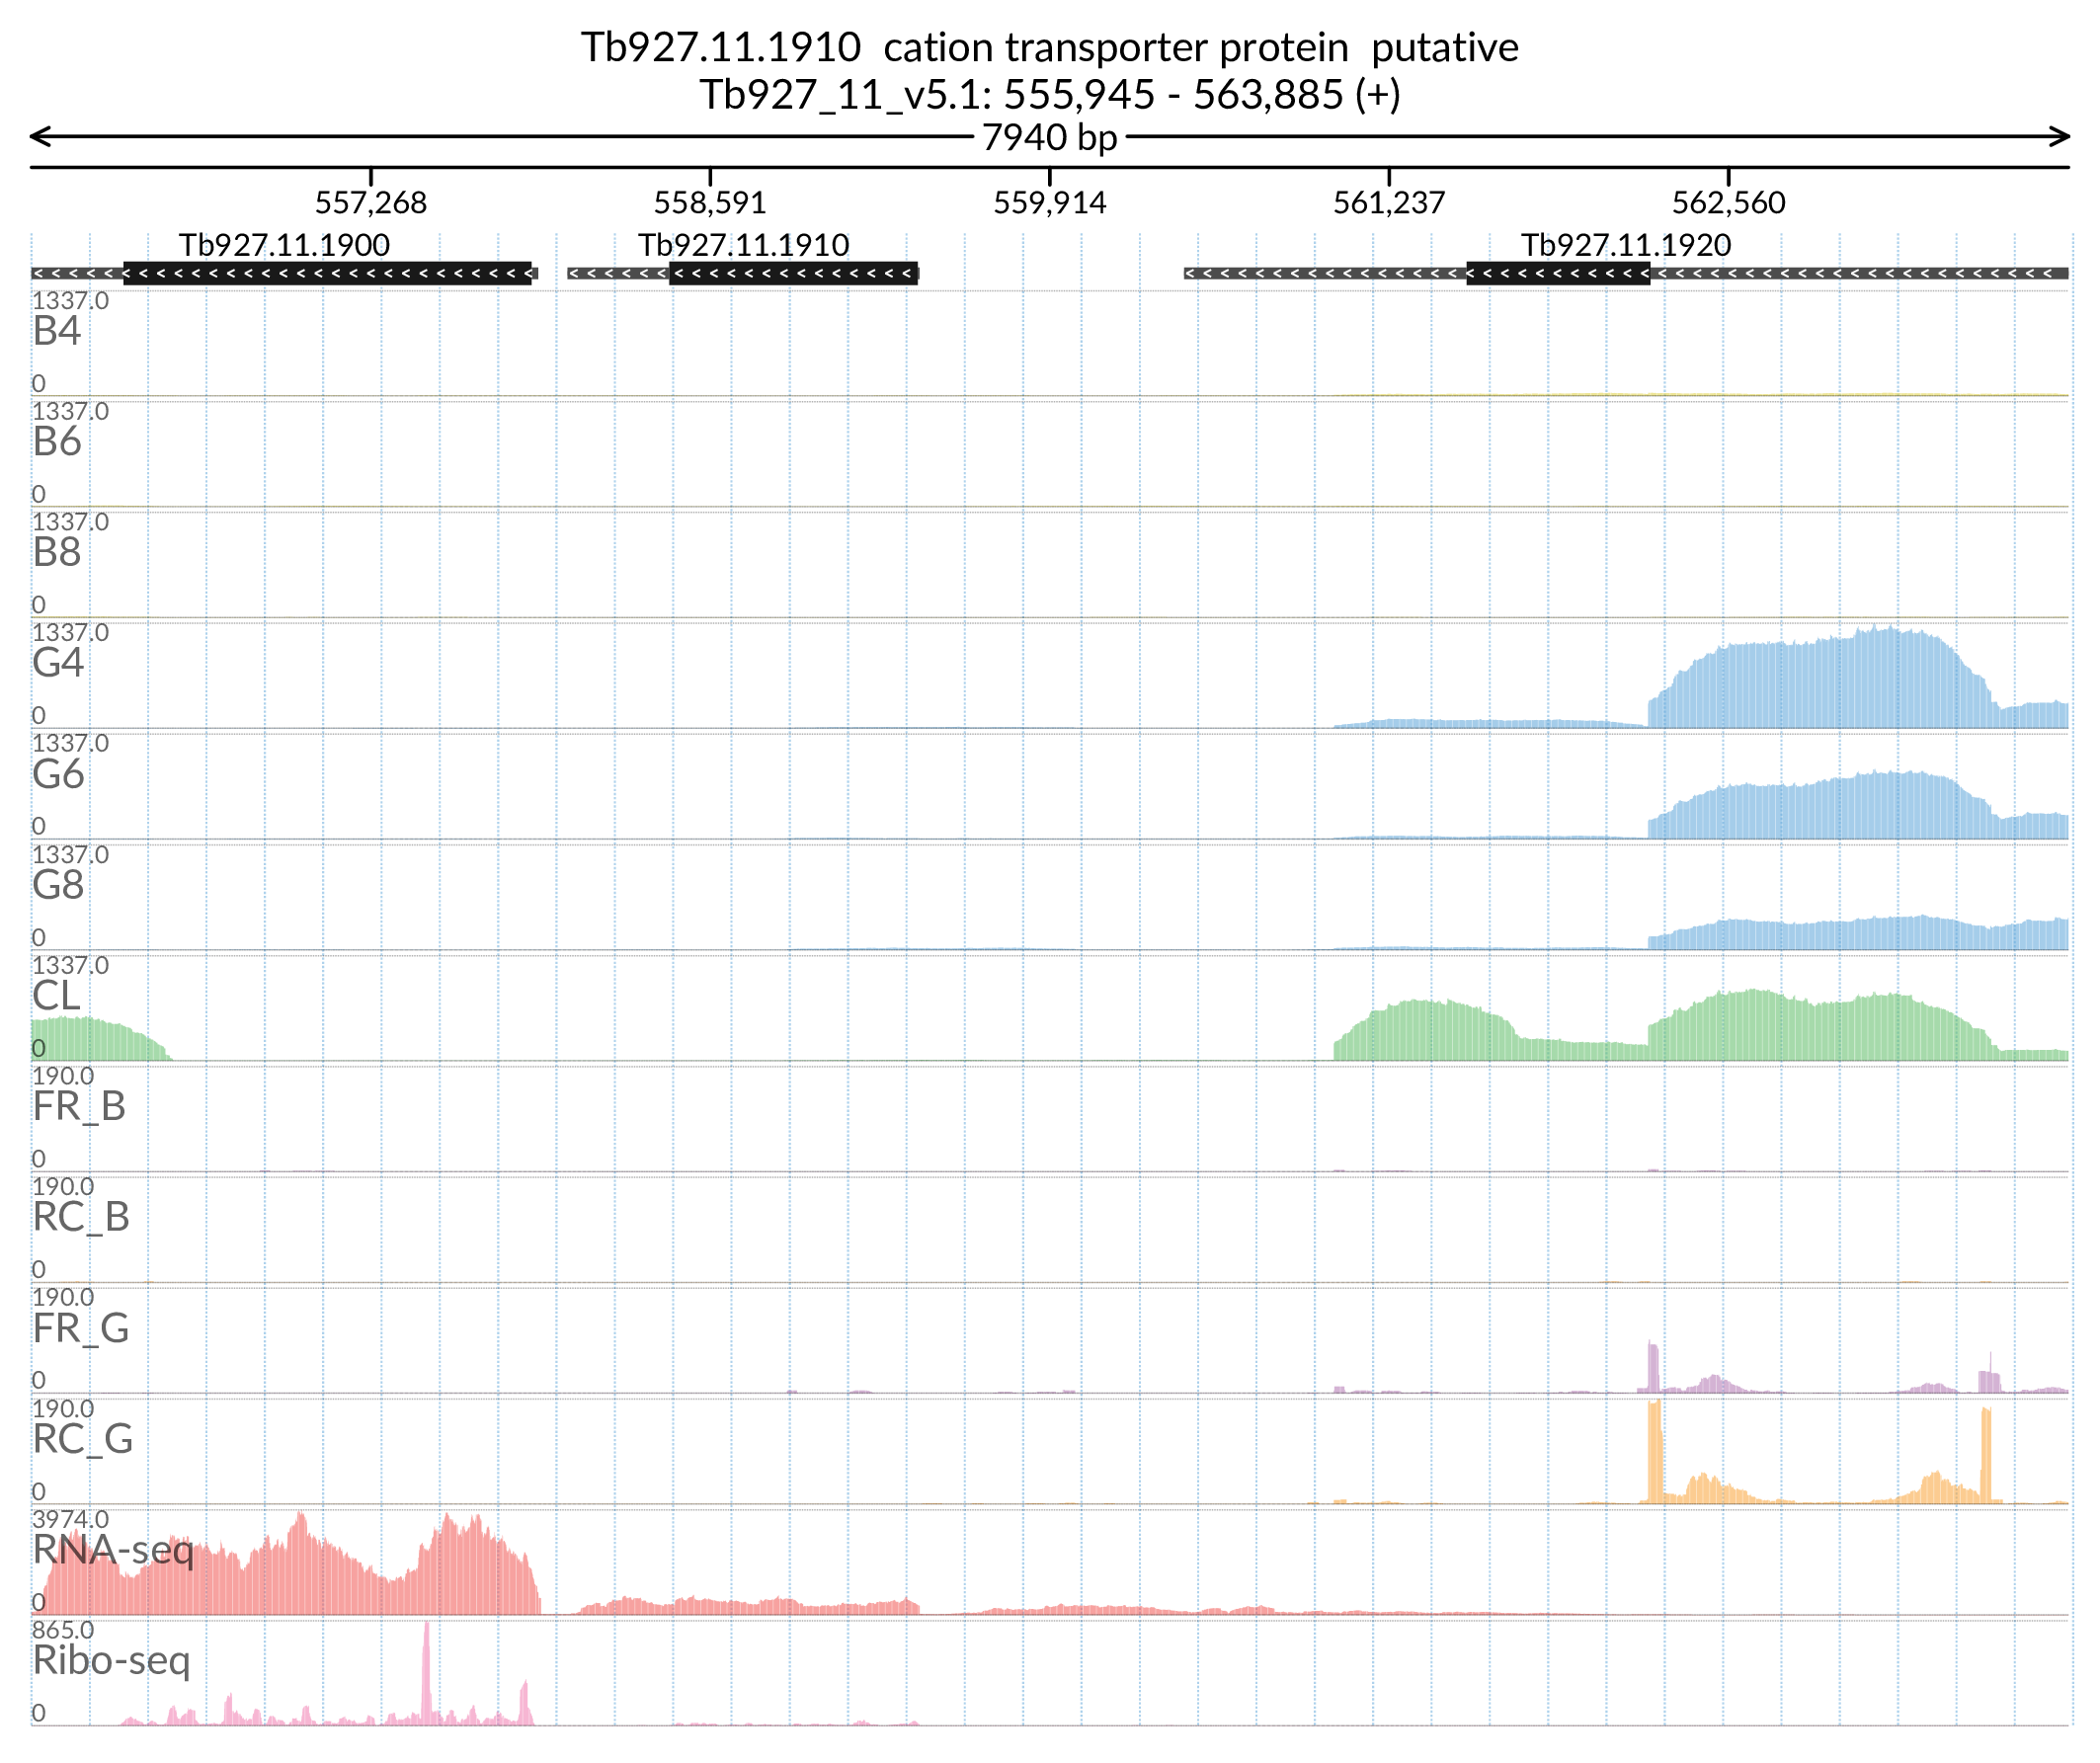 Tb927.11.1910  cation transporter protein  putative
Tb927_11_v5.1: 555,945 - 563,885 (+)
7940 bp
557,268 558,591 559,914 561,237 562,560
Tb927.11.1900 Tb927.11.1910 Tb927.11.1920
1337.0
B4
0
1337.0
B6
0
1337.0
B8
0
1337.0
G4
0
1337.0
G6
0
1337.0
G8
0
1337.0
CL
0
190.0
FR_B
0
190.0
RC_B
0
190.0
FR_G
0
190.0
RC_G
0
3974.0
RNA-seq
0
865.0
Ribo-seq
0